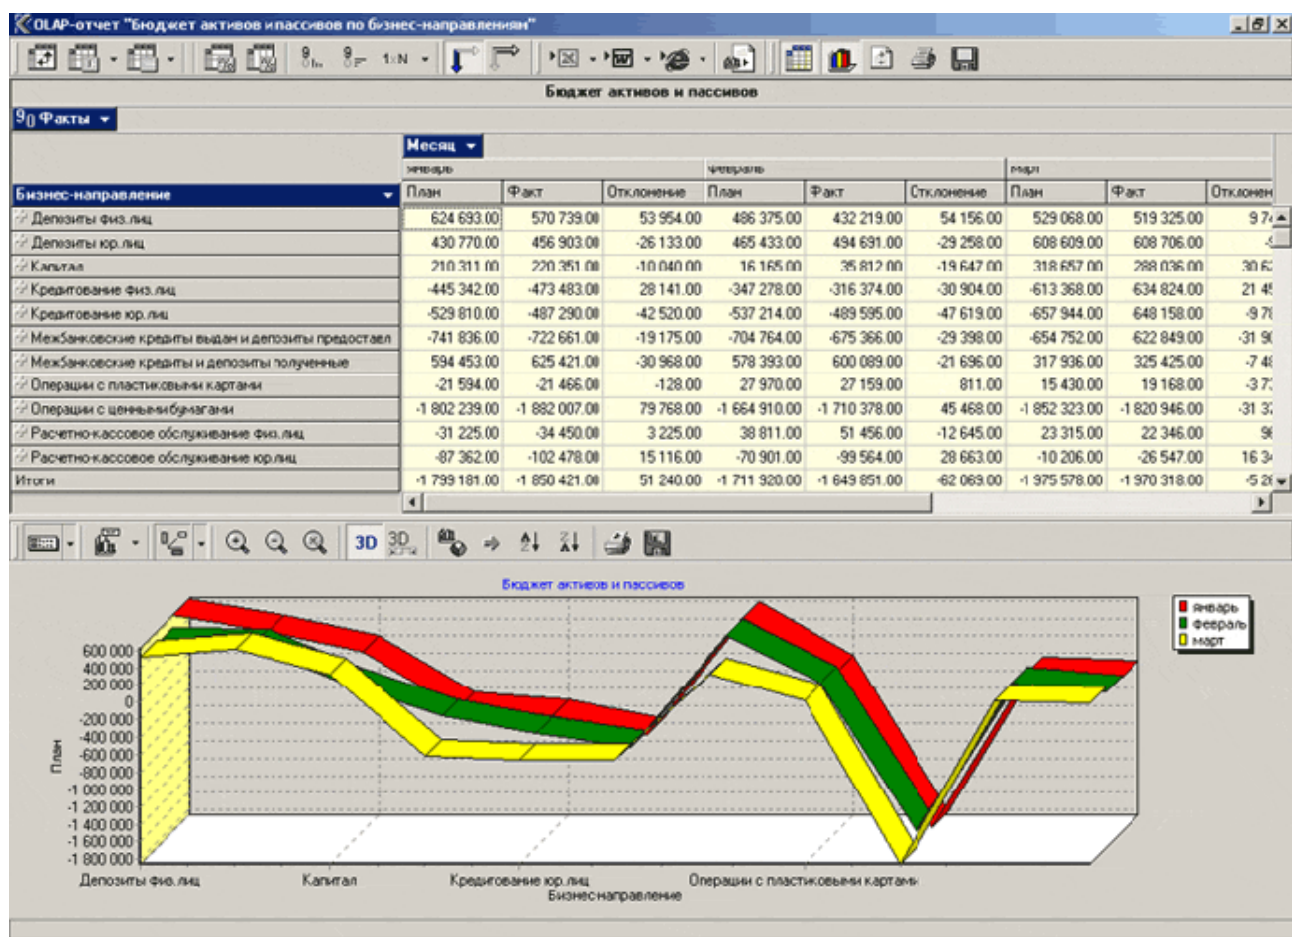 OLAP-отчет "Бюджет активов и пассивов по бизнес-направлениям"
Бюджет активов и пассивов
Факты
Месяц
январь февраль март
Бизнес-направление План Факт Отклонение План Факт Отклонение План Факт Отклонен
Депозиты физ.лиц 624 693.00 570 739.00 53 954.00 486 375.00 432 219.00 54 156.00 529 068.00 519 325.00
Депозиты юр.лиц 430 770.00 456 903.00 -26 133.00 465 433.00 494 691.00 -29 258.00 608 609.00 608 706.00
Капитал 210 311.00 220 351.00 -10 040.00 16 165.00 35 812.00 -19 647.00 318 657.00 288 036.00
Кредитование физ.лиц -445 342.00 -473 483.00 28 141.00 -347 278.00 -316 374.00 -30 904.00 -613 368.00 -634 824.00
Кредитование юр.лиц -529 810.00 -487 290.00 -42 520.00 -537 214.00 -489 595.00 -47 619.00 -657 944.00 648 158.00
Межбанковские кредиты выдан и депозиты предоставл -741 836.00 -722 661.00 -19 175.00 -704 764.00 -675 366.00 -29 398.00 -654 752.00 622 849.00
Межбанковские кредиты и депозиты полученные 594 453.00 625 421.00 -30 968.00 578 393.00 600 089.00 -21 696.00 317 936.00 325 425.00
Операции с пластиковыми картами -21 594.00 -21 466.00 -128.00 27 970.00 27 159.00 811.00 15 430.00 19 168.00
Операции с ценными бумагами -1 802 239.00 -1 882 007.00 79 768.00 -1 664 910.00 -1 710 378.00 45 468.00 -1 852 323.00 -1 820 946.00
Расчетно-кассовое обслуживание физ.лиц -31 225.00 -34 450.00 3 225.00 38 811.00 51 456.00 -12 645.00 23 315.00 22 346.00
Расчетно-кассовое обслуживание юр.лиц -87 362.00 -102 478.00 15 116.00 -70 901.00 -99 564.00 28 663.00 -10 206.00 -26 547.00
Итоги -1 799 181.00 -1 850 421.00 51 240.00 -1 711 920.00 -1 649 851.00 -62 069.00 -1 975 578.00 -1 970 318.00
3D 3D
Бюджет активов и пассивов
январь
февраль
март
600 000
400 000
200 000
0
-200 000
-400 000
-600 000
-800 000
-1 000 000
-1 200 000
-1 400 000
-1 600 000
-1 800 000
План
Депозиты физ.лиц Капитал Кредитование юр.лиц Операции с пластиковыми картами
Бизнес-направление